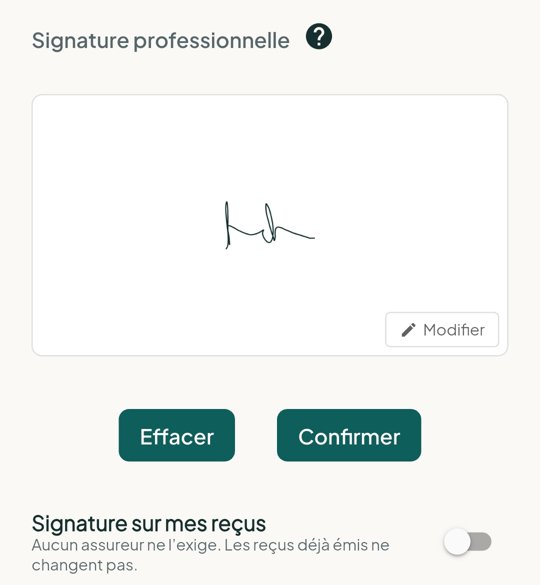 Signature professionnelle ?
Modifier
Effacer
Confirmer
Signature sur mes reçus
Aucun assureur ne l'exige. Les reçus déjà émis ne
changent pas.